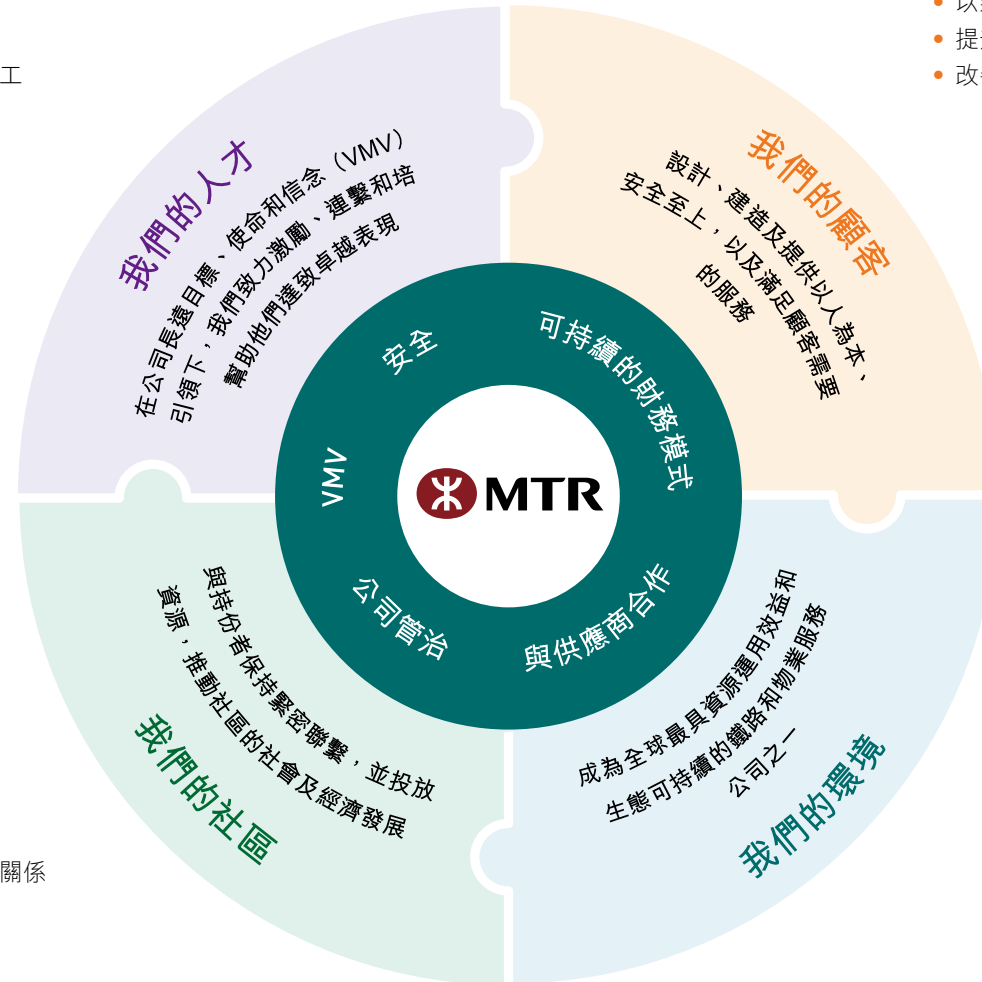 工
提
改
我們的人才
在公司長遠目標、使命和信念（VMV）
引領下，我們致力激勵、連繫和培
幫助他們達致卓越表現
我們的顧客
設計、建造及提供以人為本、
安全至上，以及滿足顧客需要
的服務
安全
可持續的財務模式
VMV
MTR
公司管治
與供應商合作
與持份者保持緊密聯繫，並投放
資源，推動社區的社會及經濟發展
我們的社區
成為全球最具資源運用效益和
生態可持續的鐵路和物業服務
公司之一
我們的環境
關係